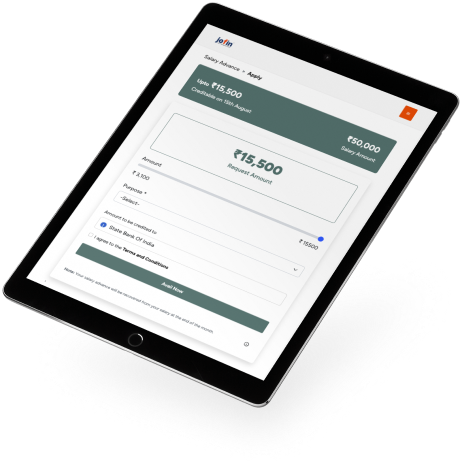 jofin
Salary Advance > Apply
Upto ₹15,500
Creditable on 15th August
₹50,000
Salary Amount
₹15,500
Request Amount
Amount
₹ 3,100
₹ 15500
Purpose *
-Select-
Amount to be credited to
State Bank Of India
I agree to the Terms and Conditions
Avail Now
Note: Your salary advance will be recovered from your salary at the end of the month.